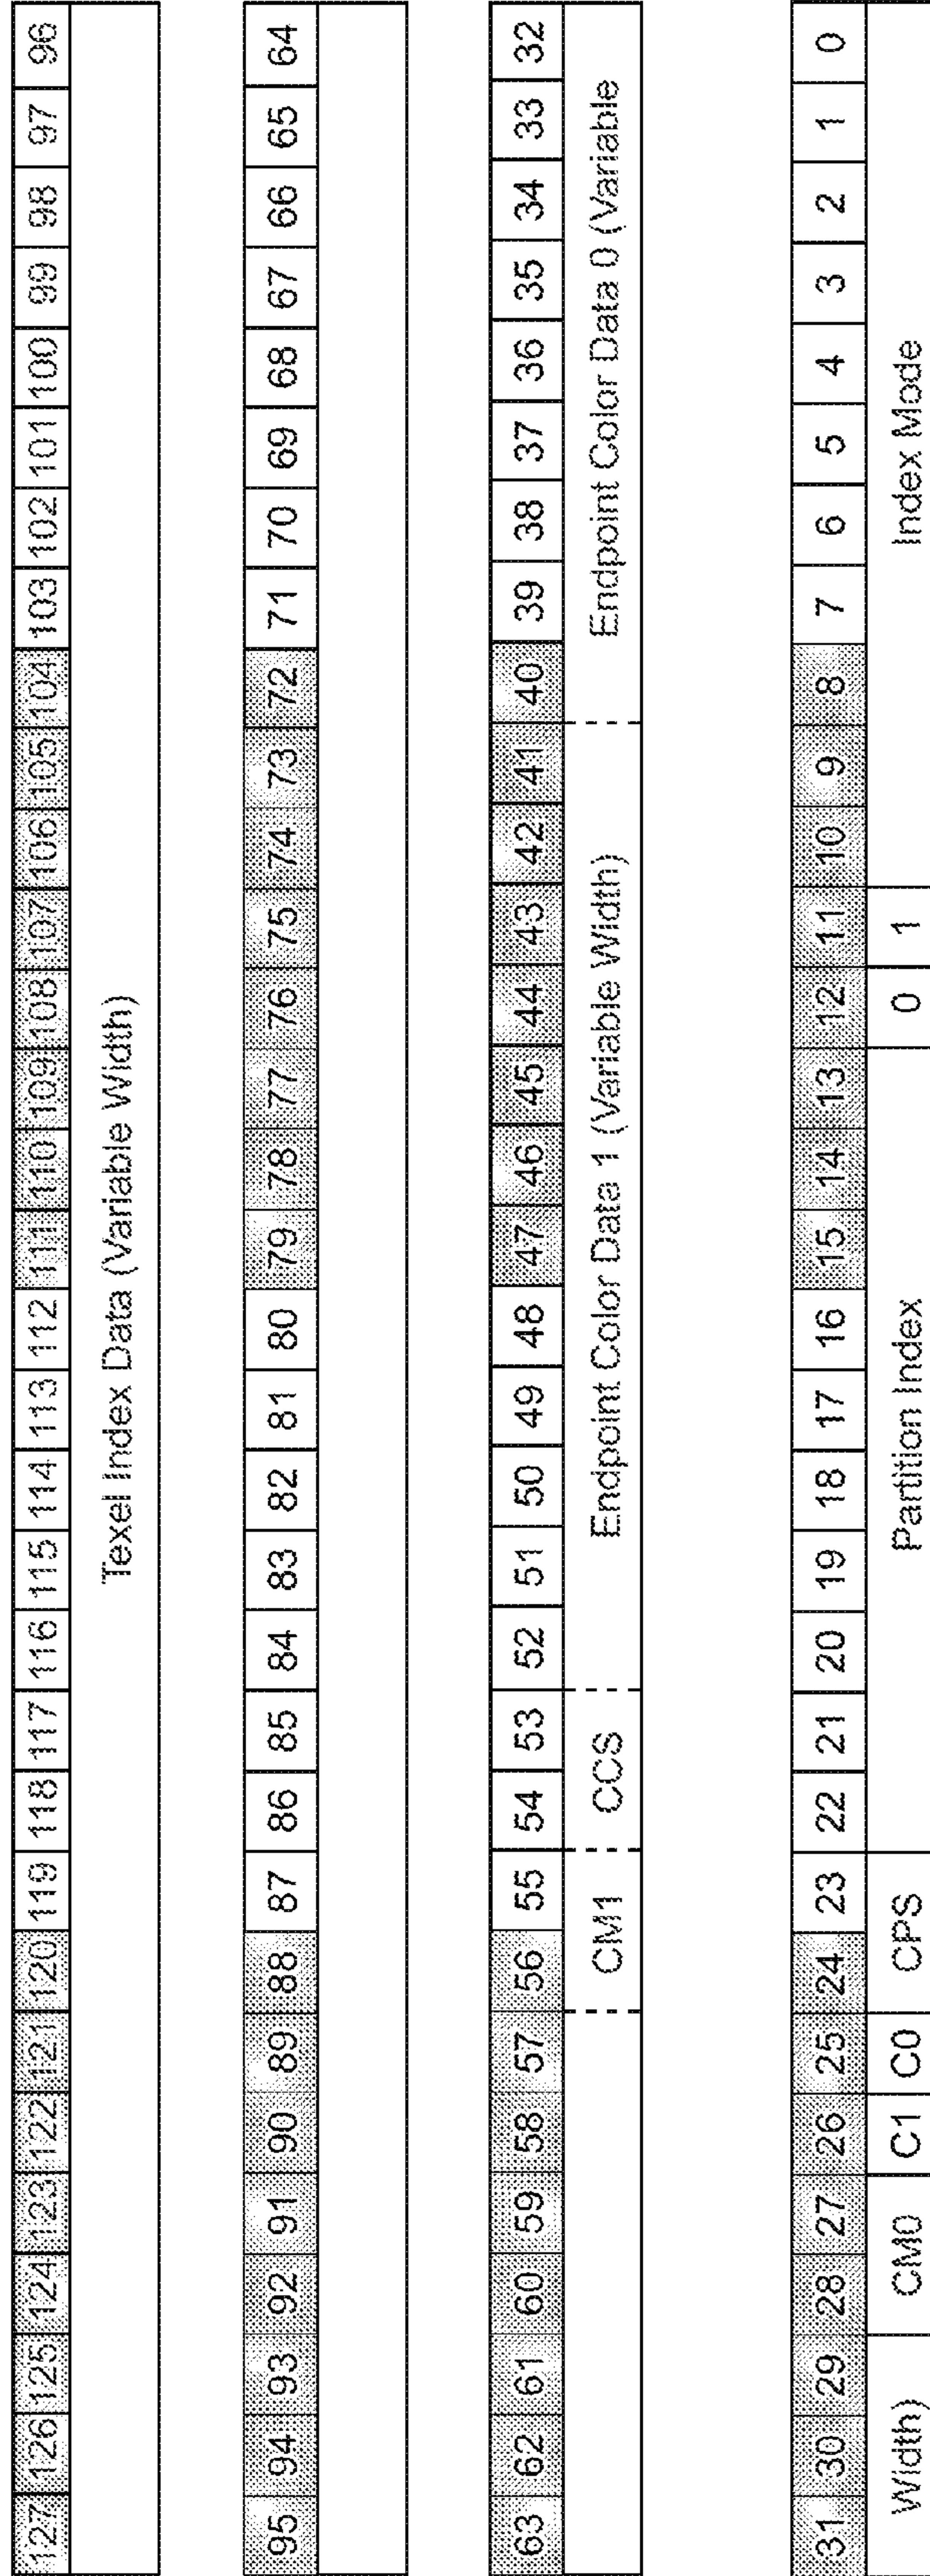 127 126 125 124 123 122 121 120 119 118 117 116 115 114 113 112 111 110 109 108 107 106 105 104 103 102 101 100 99 98 97 96
Texel Index Data (Variable Width)
95 94 93 92 91 90 89 88 87 86 85 84 83 82 81 80 79 78 77 76 75 74 73 72 71 70 69 68 67 66 65 64
63 62 61 60 59 58 57 56 55 54 53 52 51 50 49 48 47 46 45 44 43 42 41 40 39 38 37 36 35 34 33 32
CM1 CCS Endpoint Color Data 1 (Variable Width) Endpoint Color Data 0 (Variable
31 30 29 28 27 26 25 24 23 22 21 20 19 18 17 16 15 14 13 12 11 10 9 8 7 6 5 4 3 2 1 0
Width) CM0 C1 C0 CPS Partition Index 0 1 Index Mode